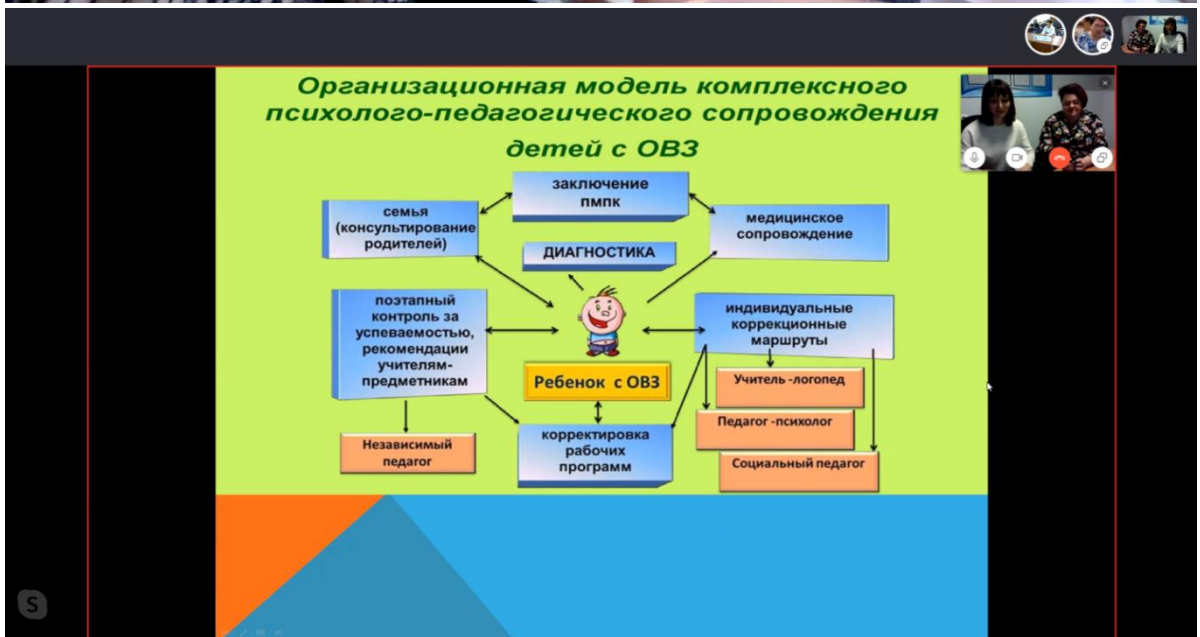 Организационная модель комплексного
психолого-педагогического сопровождения
детей с ОВЗ
заключение
пмпк
семья
(консультирование
родителей)
медицинское
сопровождение
ДИАГНОСТИКА
поэтапный
контроль за
успеваемостью,
рекомендации
учителям-
предметникам
индивидуальные
коррекционные
маршруты
Ребенок с ОВЗ
Учитель -логопед
Педагог -психолог
Социальный педагог
Независимый
педагог
корректировка
рабочих
программ
S